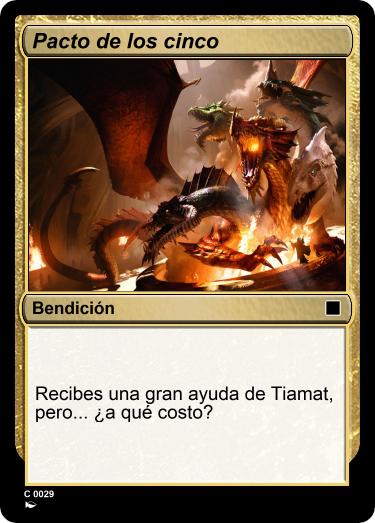 Pacto de los cinco
Bendición
Recibes una gran ayuda de Tiamat,
pero... ¿a qué costo?
C 0029